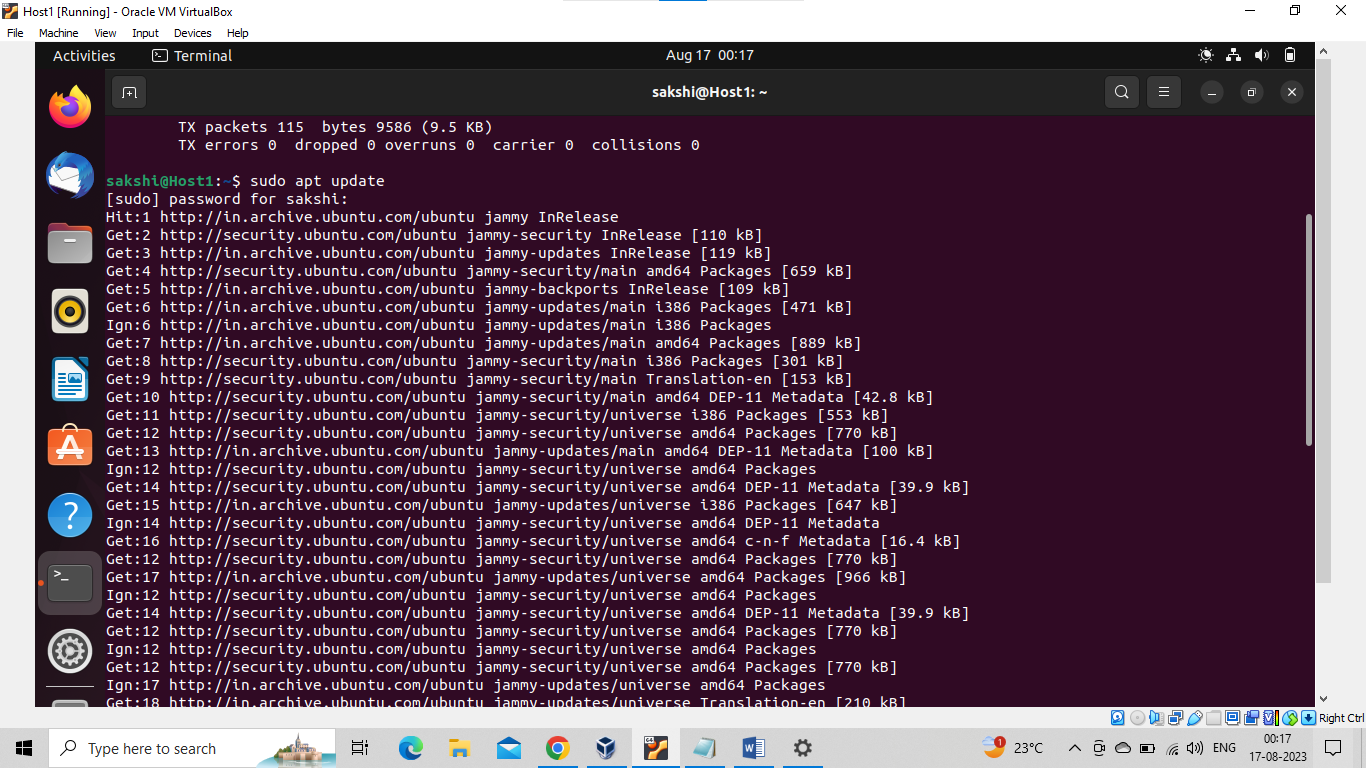 Host1 [Running] - Oracle VM VirtualBox
File Machine View Input Devices Help
Activities Terminal Aug 17 00:17
sakshi@Host1: ~
TX packets 115  bytes 9586 (9.5 KB)
TX errors 0  dropped 0 overruns 0  carrier 0  collisions 0
sakshi@Host1:~$ sudo apt update
[sudo] password for sakshi:
Hit:1 http://in.archive.ubuntu.com/ubuntu jammy InRelease
Get:2 http://security.ubuntu.com/ubuntu jammy-security InRelease [110 kB]
Get:3 http://in.archive.ubuntu.com/ubuntu jammy-updates InRelease [119 kB]
Get:4 http://security.ubuntu.com/ubuntu jammy-security/main amd64 Packages [659 kB]
Get:5 http://in.archive.ubuntu.com/ubuntu jammy-backports InRelease [109 kB]
Get:6 http://in.archive.ubuntu.com/ubuntu jammy-updates/main i386 Packages [471 kB]
Ign:6 http://in.archive.ubuntu.com/ubuntu jammy-updates/main i386 Packages
Get:7 http://in.archive.ubuntu.com/ubuntu jammy-updates/main amd64 Packages [889 kB]
Get:8 http://security.ubuntu.com/ubuntu jammy-security/main i386 Packages [301 kB]
Get:9 http://security.ubuntu.com/ubuntu jammy-security/main Translation-en [153 kB]
Get:10 http://security.ubuntu.com/ubuntu jammy-security/main amd64 DEP-11 Metadata [42.8 kB]
Get:11 http://security.ubuntu.com/ubuntu jammy-security/universe i386 Packages [553 kB]
Get:12 http://security.ubuntu.com/ubuntu jammy-security/universe amd64 Packages [770 kB]
Get:13 http://in.archive.ubuntu.com/ubuntu jammy-updates/main amd64 DEP-11 Metadata [100 kB]
Ign:12 http://security.ubuntu.com/ubuntu jammy-security/universe amd64 Packages
Get:14 http://security.ubuntu.com/ubuntu jammy-security/universe amd64 DEP-11 Metadata [39.9 kB]
Get:15 http://in.archive.ubuntu.com/ubuntu jammy-updates/universe i386 Packages [647 kB]
Ign:14 http://security.ubuntu.com/ubuntu jammy-security/universe amd64 DEP-11 Metadata
Get:16 http://security.ubuntu.com/ubuntu jammy-security/universe amd64 c-n-f Metadata [16.4 kB]
Get:12 http://security.ubuntu.com/ubuntu jammy-security/universe amd64 Packages [770 kB]
Get:17 http://in.archive.ubuntu.com/ubuntu jammy-updates/universe amd64 Packages [966 kB]
Ign:12 http://security.ubuntu.com/ubuntu jammy-security/universe amd64 Packages
Get:14 http://security.ubuntu.com/ubuntu jammy-security/universe amd64 DEP-11 Metadata [39.9 kB]
Get:12 http://security.ubuntu.com/ubuntu jammy-security/universe amd64 Packages [770 kB]
Ign:12 http://security.ubuntu.com/ubuntu jammy-security/universe amd64 Packages
Get:12 http://security.ubuntu.com/ubuntu jammy-security/universe amd64 Packages [770 kB]
Ign:17 http://in.archive.ubuntu.com/ubuntu jammy-updates/universe amd64 Packages
Get:18 http://in.archive.ubuntu.com/ubuntu jammy-updates/universe Translation-en [210 kB]
Right Ctrl
Type here to search
1
23°C
ENG
00:17
17-08-2023